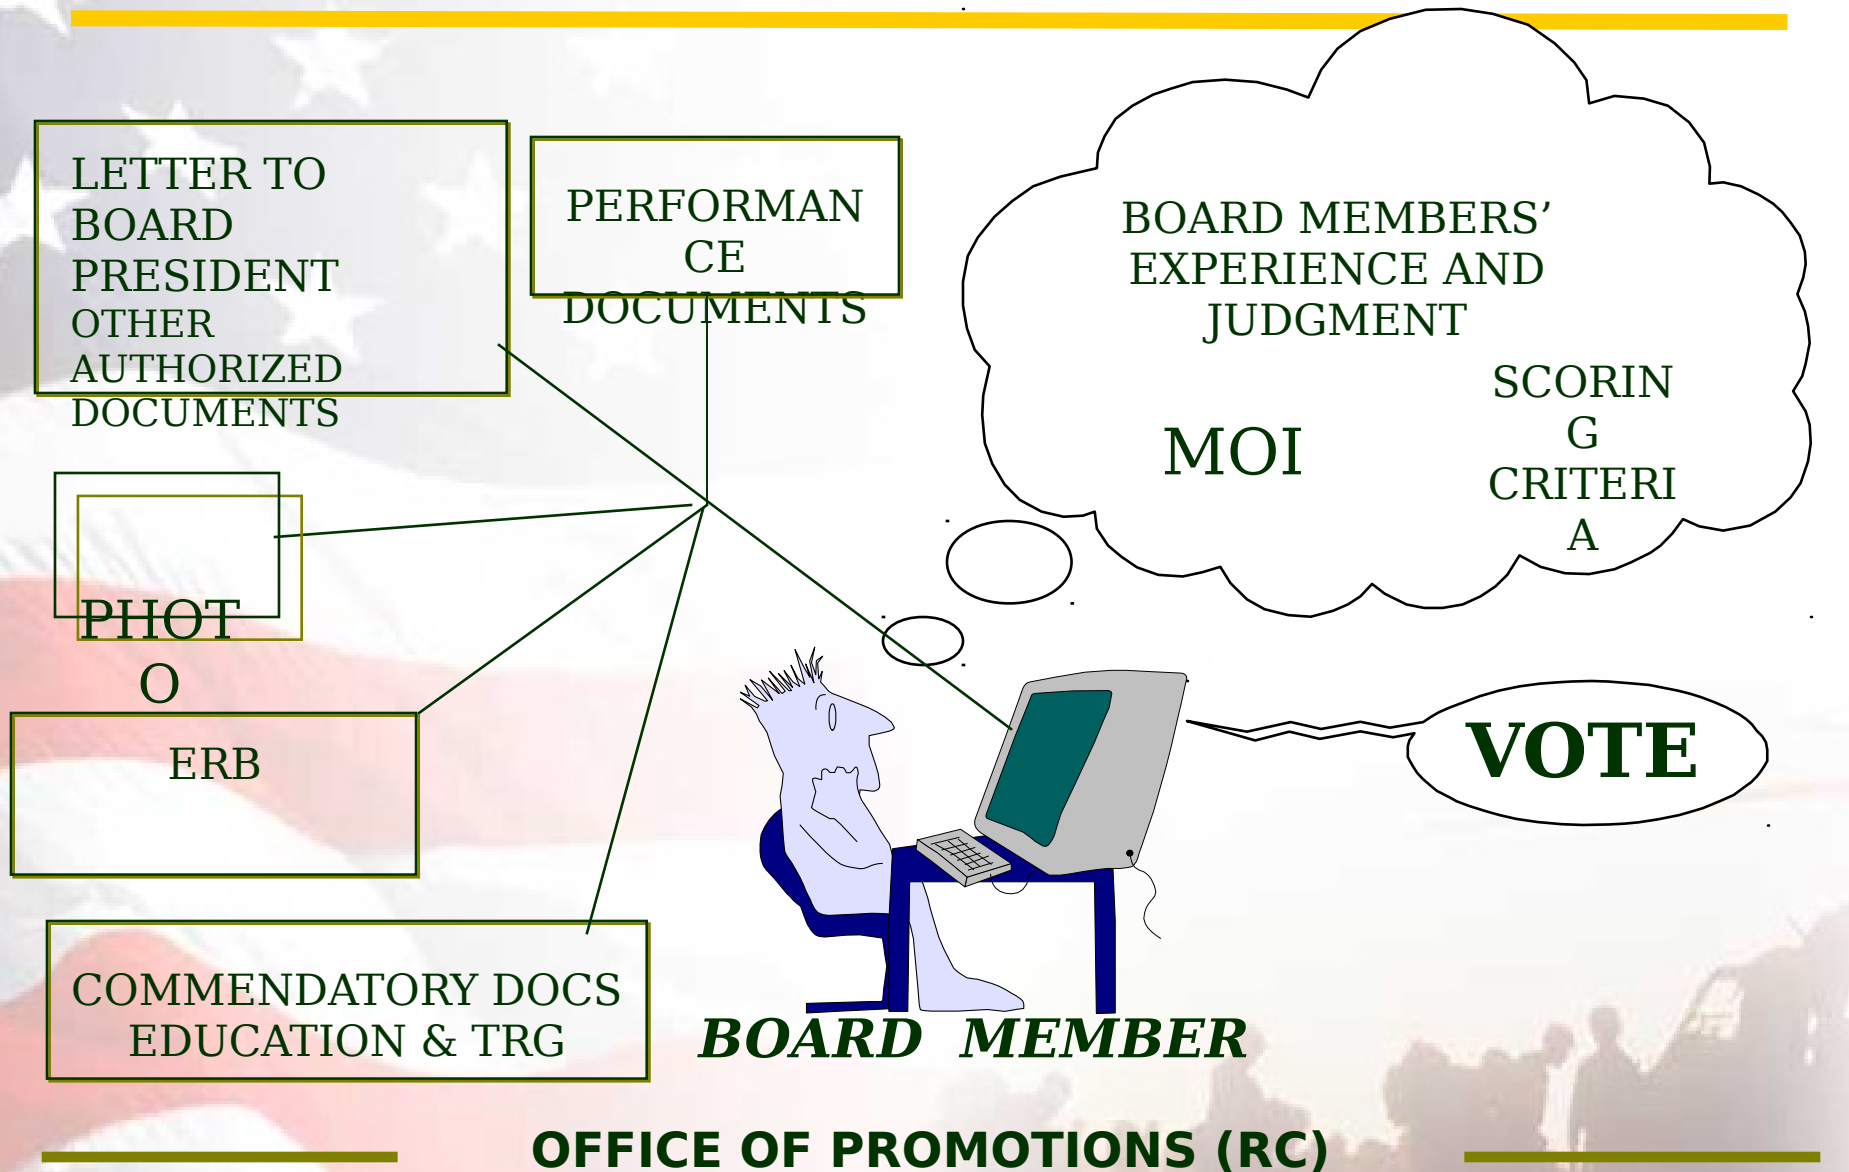 LETTER TO
BOARD
PRESIDENT
OTHER
AUTHORIZED
DOCUMENTS
PERFORMAN
CE
DOCUMENTS
BOARD MEMBERS’
EXPERIENCE AND
JUDGMENT
MOI
SCORIN
G
CRITERI
A
PHOT
O
ERB
VOTE
COMMENDATORY DOCS
EDUCATION & TRG
BOARD MEMBER
OFFICE OF PROMOTIONS (RC)